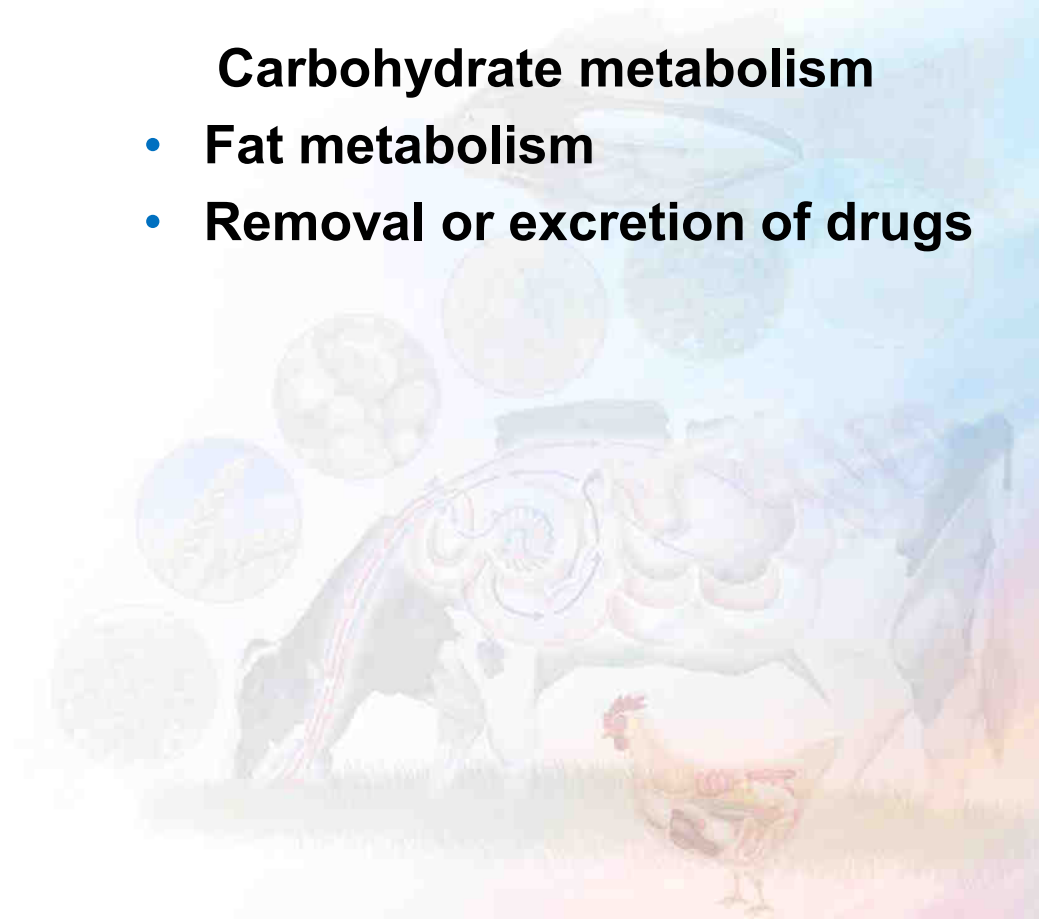 Carbohydrate metabolism
• Fat metabolism
• Removal or excretion of drugs